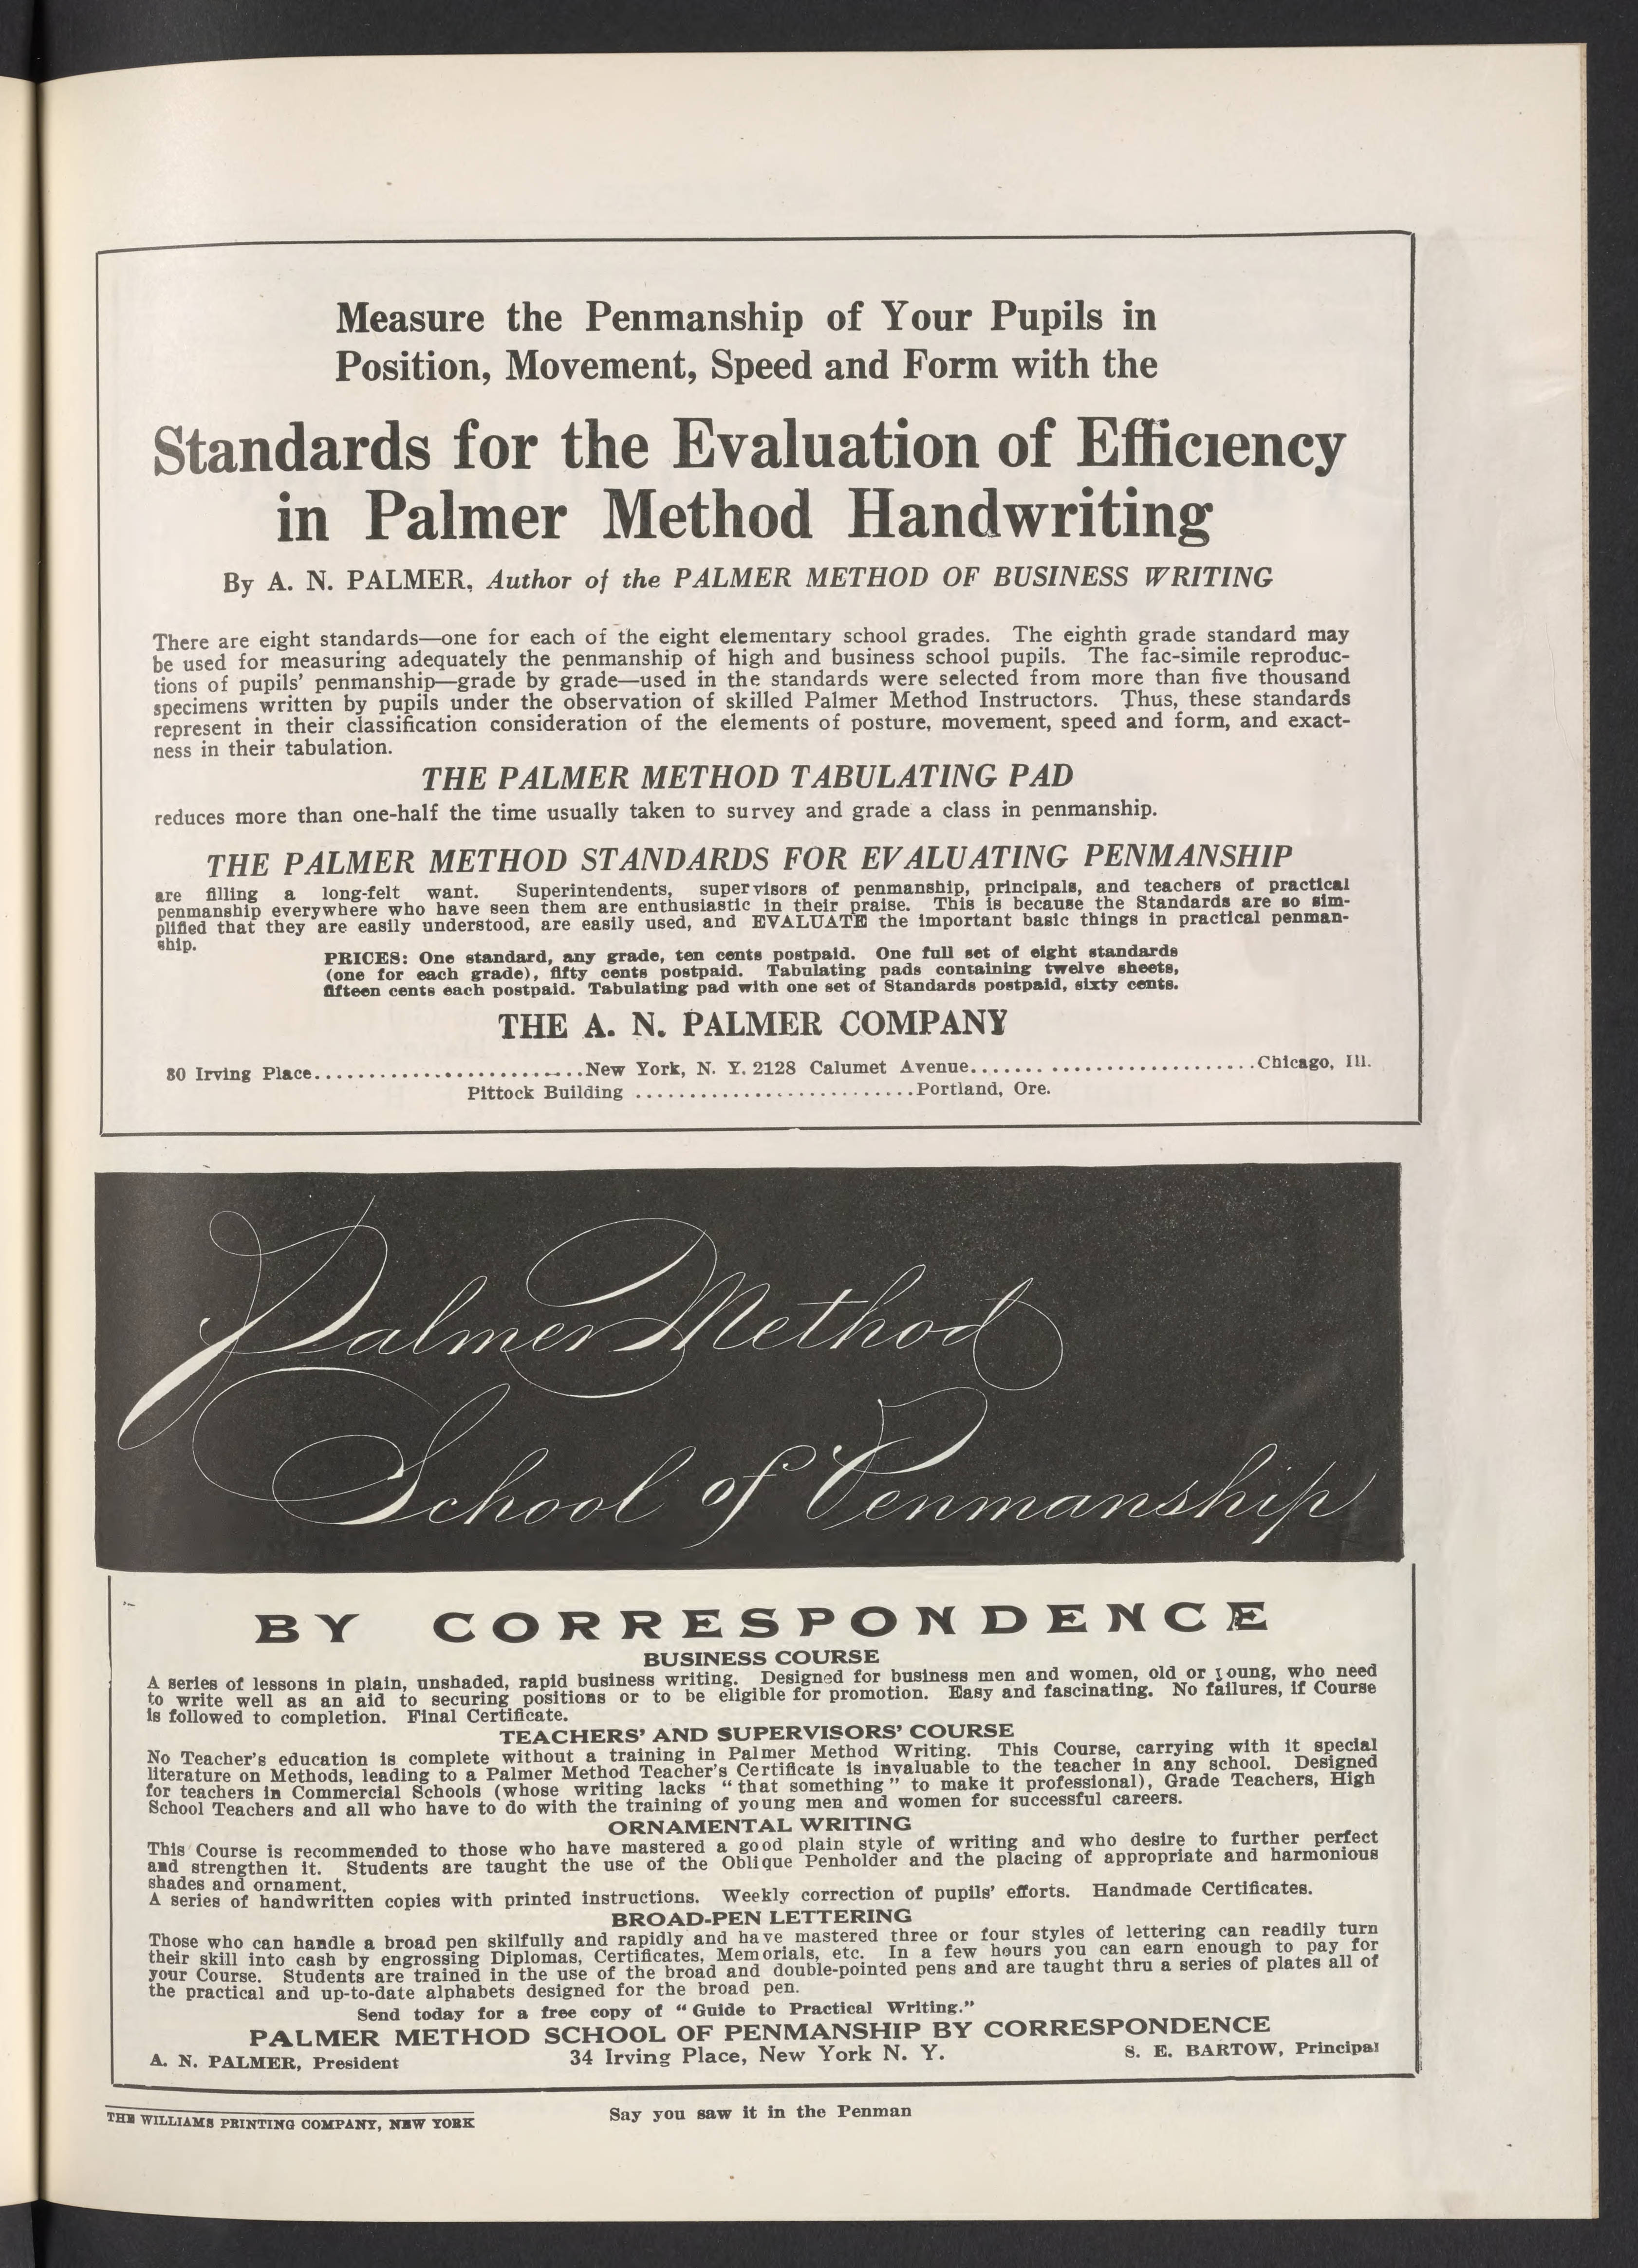 Measure the Penmanship of Your Pupils in
Position, Movement, Speed and Form with the
Standards for the Evaluation of Efficiency
in Palmer Method Handwriting
By A. N. PALMER, Author of the PALMER METHOD OF BUSINESS WRITING
There are eight standards—one for each of the eight elementary school grades. The eighth grade standard may
be used for measuring adequately the penmanship of high and business school pupils. The fac-simile reproduc-
tions of pupils' penmanship—grade by grade—used in the standards were selected from more than five thousand
specimens written by pupils under the observation of skilled Palmer Method Instructors. Thus, these standards
represent in their classification consideration of the elements of posture, movement, speed and form, and exact-
ness in their tabulation.
THE PALMER METHOD TABULATING PAD
reduces more than one-half the time usually taken to survey and grade a class in penmanship.
THE PALMER METHOD STANDARDS FOR EVALUATING PENMANSHIP
are filling a long-felt want. Superintendents, supervisors of penmanship, principals, and teachers of practical
penmanship everywhere who have seen them are enthusiastic in their praise. This is because the Standards are so sim-
plified that they are easily understood, are easily used, and EVALUATE the important basic things in practical penman-
ship.
PRICES: One standard, any grade, ten cents postpaid. One full set of eight standards
(one for each grade), fifty cents postpaid. Tabulating pads containing twelve sheets,
fifteen cents each postpaid. Tabulating pad with one set of Standards postpaid, sixty cents.
THE A. N. PALMER COMPANY
30 Irving Place.........................New York, N. Y. 2128 Calumet Avenue..........................Chicago, Ill.
Pittock Building ..........................Portland, Ore.
Palmer Method
School of Penmanship
BY CORRESPONDENCE
BUSINESS COURSE
A series of lessons in plain, unshaded, rapid business writing. Designed for business men and women, old or young, who need
to write well as an aid to securing positions or to be eligible for promotion. Easy and fascinating. No failures, if Course
is followed to completion. Final Certificate.
TEACHERS' AND SUPERVISORS' COURSE
No Teacher's education is complete without a training in Palmer Method Writing. This Course, carrying with it special
literature on Methods, leading to a Palmer Method Teacher's Certificate is invaluable to the teacher in any school. Designed
for teachers in Commercial Schools (whose writing lacks "that something" to make it professional), Grade Teachers, High
School Teachers and all who have to do with the training of young men and women for successful careers.
ORNAMENTAL WRITING
This Course is recommended to those who have mastered a good plain style of writing and who desire to further perfect
and strengthen it. Students are taught the use of the Oblique Penholder and the placing of appropriate and harmonious
shades and ornament.
A series of handwritten copies with printed instructions. Weekly correction of pupils' efforts. Handmade Certificates.
BROAD-PEN LETTERING
Those who can handle a broad pen skilfully and rapidly and have mastered three or four styles of lettering can readily turn
their skill into cash by engrossing Diplomas, Certificates, Memorials, etc. In a few hours you can earn enough to pay for
your Course. Students are trained in the use of the broad and double-pointed pens and are taught thru a series of plates all of
the practical and up-to-date alphabets designed for the broad pen.
Send today for a free copy of "Guide to Practical Writing."
PALMER METHOD SCHOOL OF PENMANSHIP BY CORRESPONDENCE
A. N. PALMER, President 34 Irving Place, New York N. Y. S. E. BARTOW, Principal
THE WILLIAMS PRINTING COMPANY, NEW YORK Say you saw it in the Penman